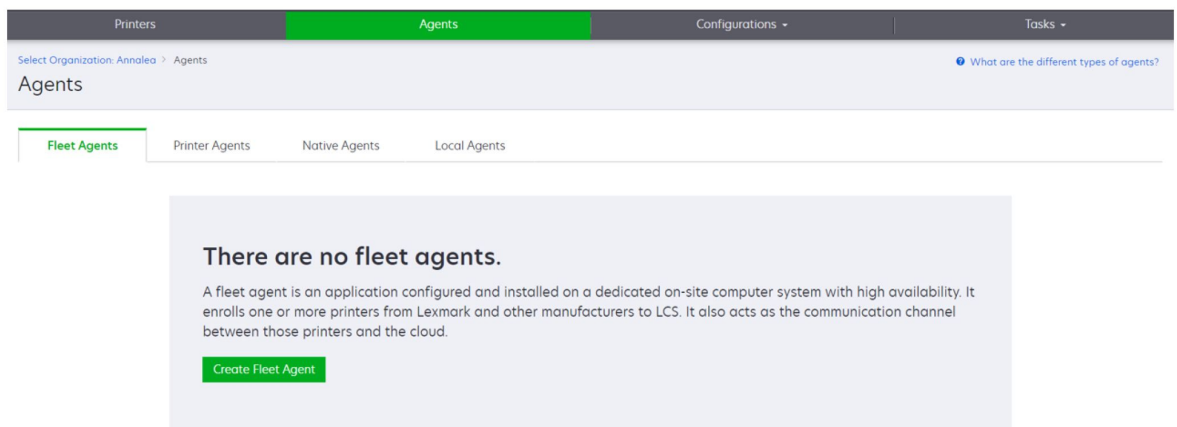 Printers Agents Configurations Tasks
Select Organization: Annalea > Agents What are the different types of agents?
Agents
Fleet Agents Printer Agents Native Agents Local Agents
There are no fleet agents.
A fleet agent is an application configured and installed on a dedicated on-site computer system with high availability. It
enrolls one or more printers from Lexmark and other manufacturers to LCS. It also acts as the communication channel
between those printers and the cloud.
Create Fleet Agent